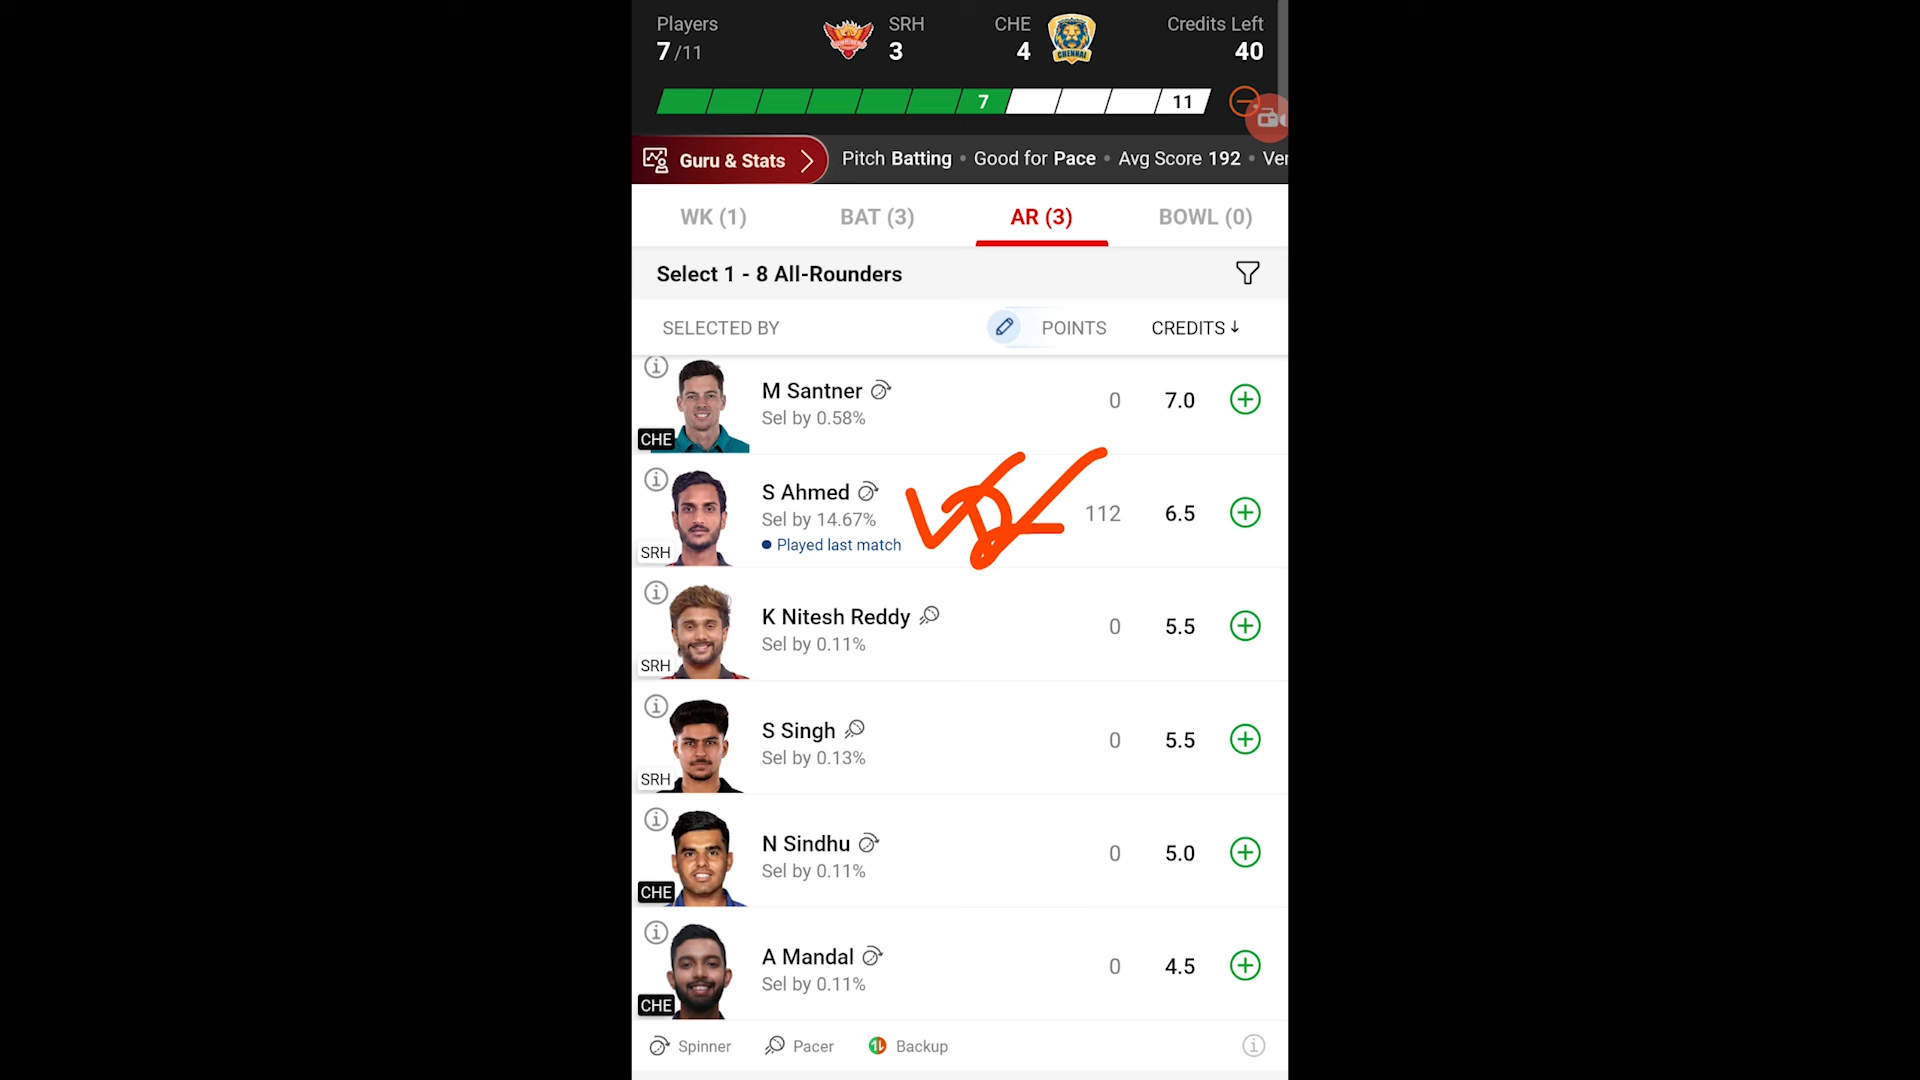 Players SRH CHE Credits Left
7/11 3 4 40
CHENNAI
7 11
Guru & Stats Pitch Batting • Good for Pace • Avg Score 192 •
WK (1) BAT (3) AR (3) BOWL (0)
Select 1 - 8 All-Rounders
SELECTED BY POINTS CREDITS ↓
M Santner 0 7.0
Sel by 0.58%
CHE
S Ahmed 112 6.5
Sel by 14.67%
Played last match
SRH
K Nitesh Reddy 0 5.5
Sel by 0.11%
SRH
S Singh 0 5.5
Sel by 0.13%
SRH
N Sindhu 0 5.0
Sel by 0.11%
CHE
A Mandal 0 4.5
Sel by 0.11%
CHE
Spinner Pacer Backup